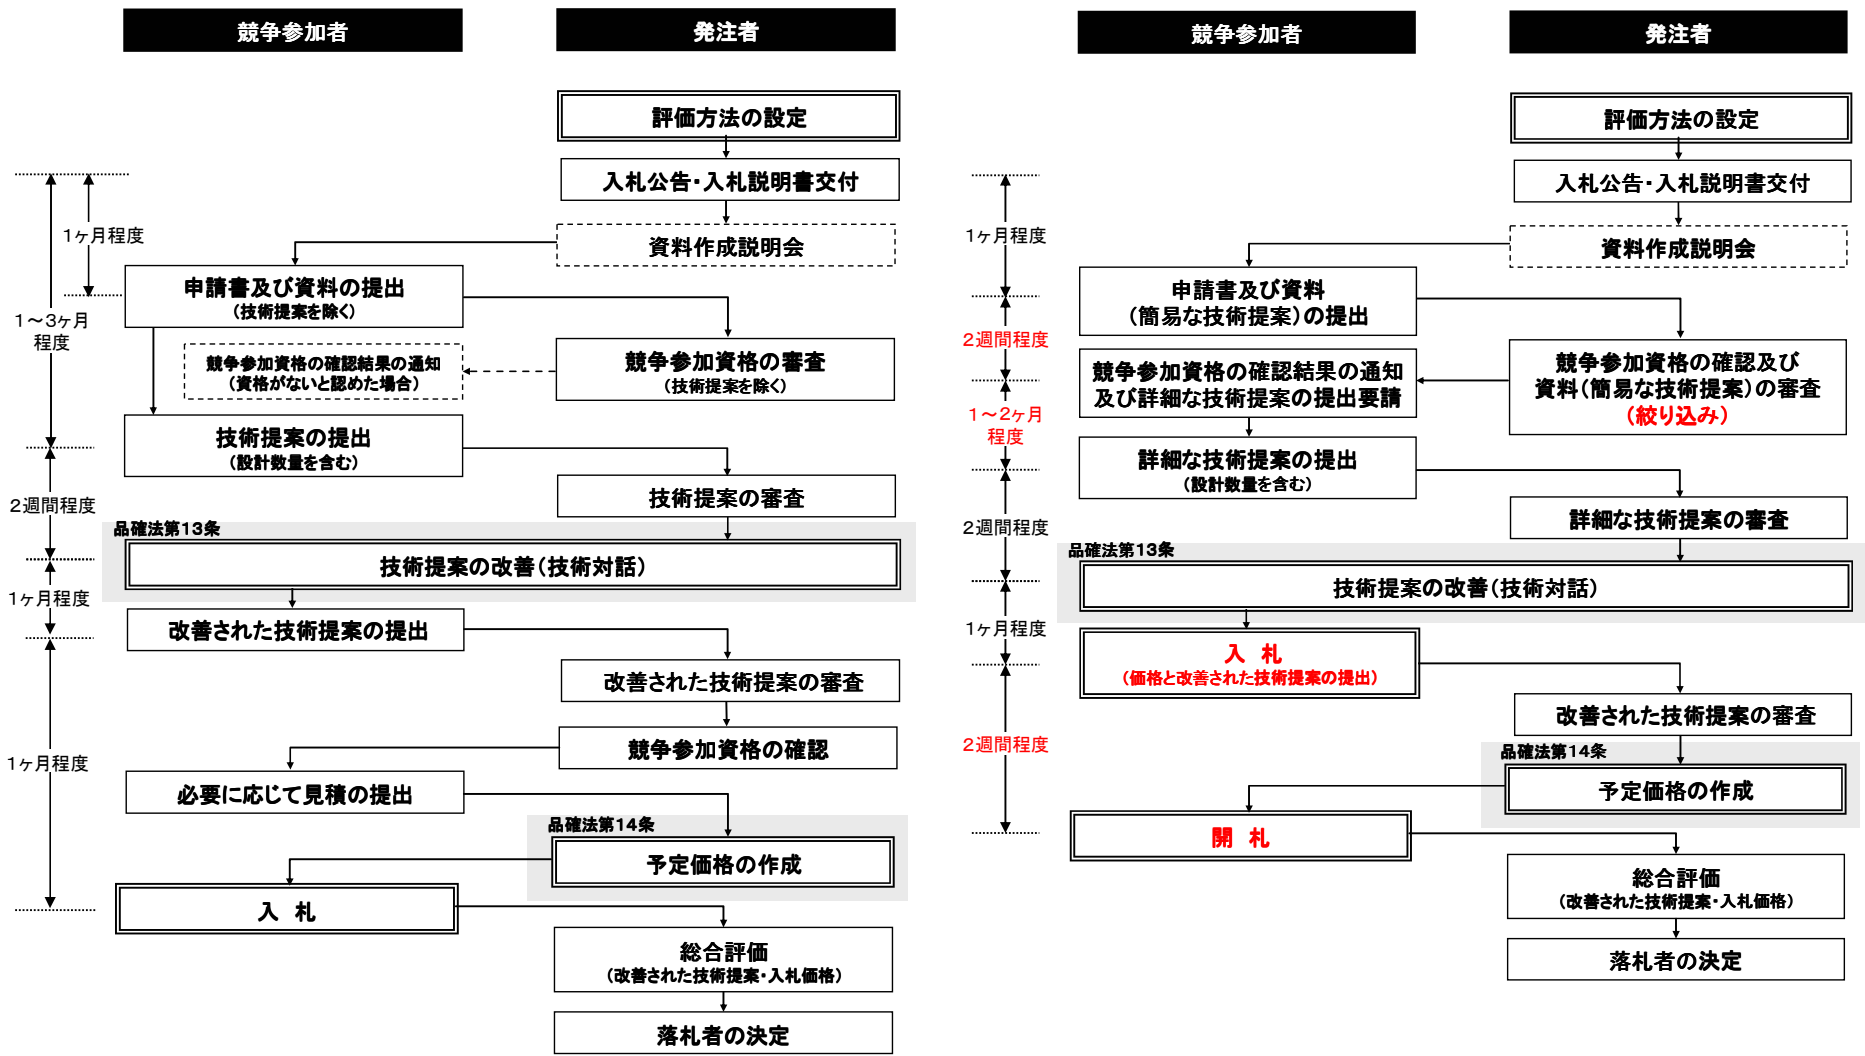 競争参加者
発注者
評価方法の設定
入札公告・入札説明書交付
資料作成説明会
1ヶ月程度
申請書及び資料の提出
（技術提案を除く）
1～3ヶ月
程度
競争参加資格の確認結果の通知
（資格がないと認めた場合）
競争参加資格の審査
（技術提案を除く）
技術提案の提出
（設計数量を含む）
技術提案の審査
2週間程度
品確法第13条
技術提案の改善（技術対話）
1ヶ月程度
改善された技術提案の提出
改善された技術提案の審査
競争参加資格の確認
1ヶ月程度
必要に応じて見積の提出
品確法第14条
予定価格の作成
入　札
総合評価
（改善された技術提案・入札価格）
落札者の決定
競争参加者
発注者
評価方法の設定
入札公告・入札説明書交付
資料作成説明会
1ヶ月程度
申請書及び資料
（簡易な技術提案）の提出
2週間程度
競争参加資格の確認及び
資料（簡易な技術提案）の審査
（絞り込み）
競争参加資格の確認結果の通知
及び詳細な技術提案の提出要請
1～2ヶ月
程度
詳細な技術提案の提出
（設計数量を含む）
詳細な技術提案の審査
2週間程度
品確法第13条
技術提案の改善（技術対話）
1ヶ月程度
入　札
（価格と改善された技術提案の提出）
改善された技術提案の審査
2週間程度
品確法第14条
予定価格の作成
開　札
総合評価
（改善された技術提案・入札価格）
落札者の決定